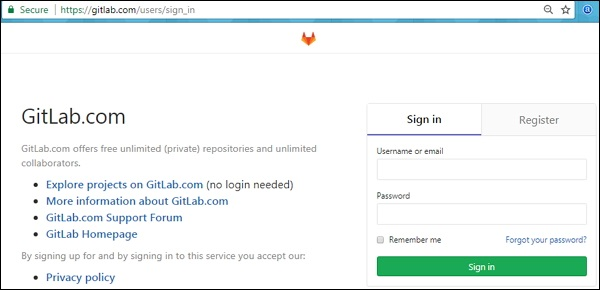 Secure https://gitlab.com/users/sign_in
GitLab.com
GitLab.com offers free unlimited (private) repositories and unlimited
collaborators.
Explore projects on GitLab.com (no login needed)
More information about GitLab.com
GitLab.com Support Forum
GitLab Homepage
By signing up for and by signing in to this service you accept our:
Privacy policy
Sign in Register
Username or email
Password
Remember me Forgot your password?
Sign in